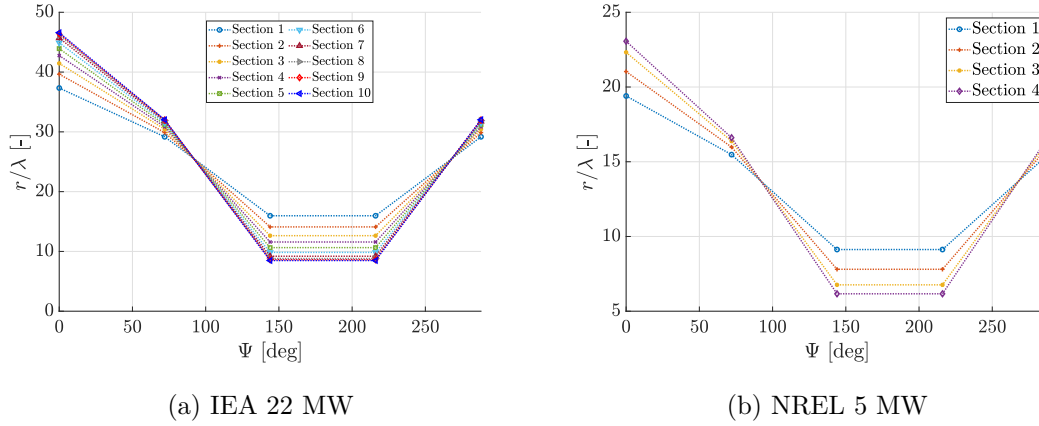 50
40
30
20
10
0
r/λ [-]
0 50 100 150 200 250
Ψ [deg]
Section 1 Section 6
Section 2 Section 7
Section 3 Section 8
Section 4 Section 9
Section 5 Section 10
(a) IEA 22 MW
25
20
15
10
5
r/λ [-]
0 50 100 150 200 250
Ψ [deg]
Section 1
Section 2
Section 3
Section 4
(b) NREL 5 MW